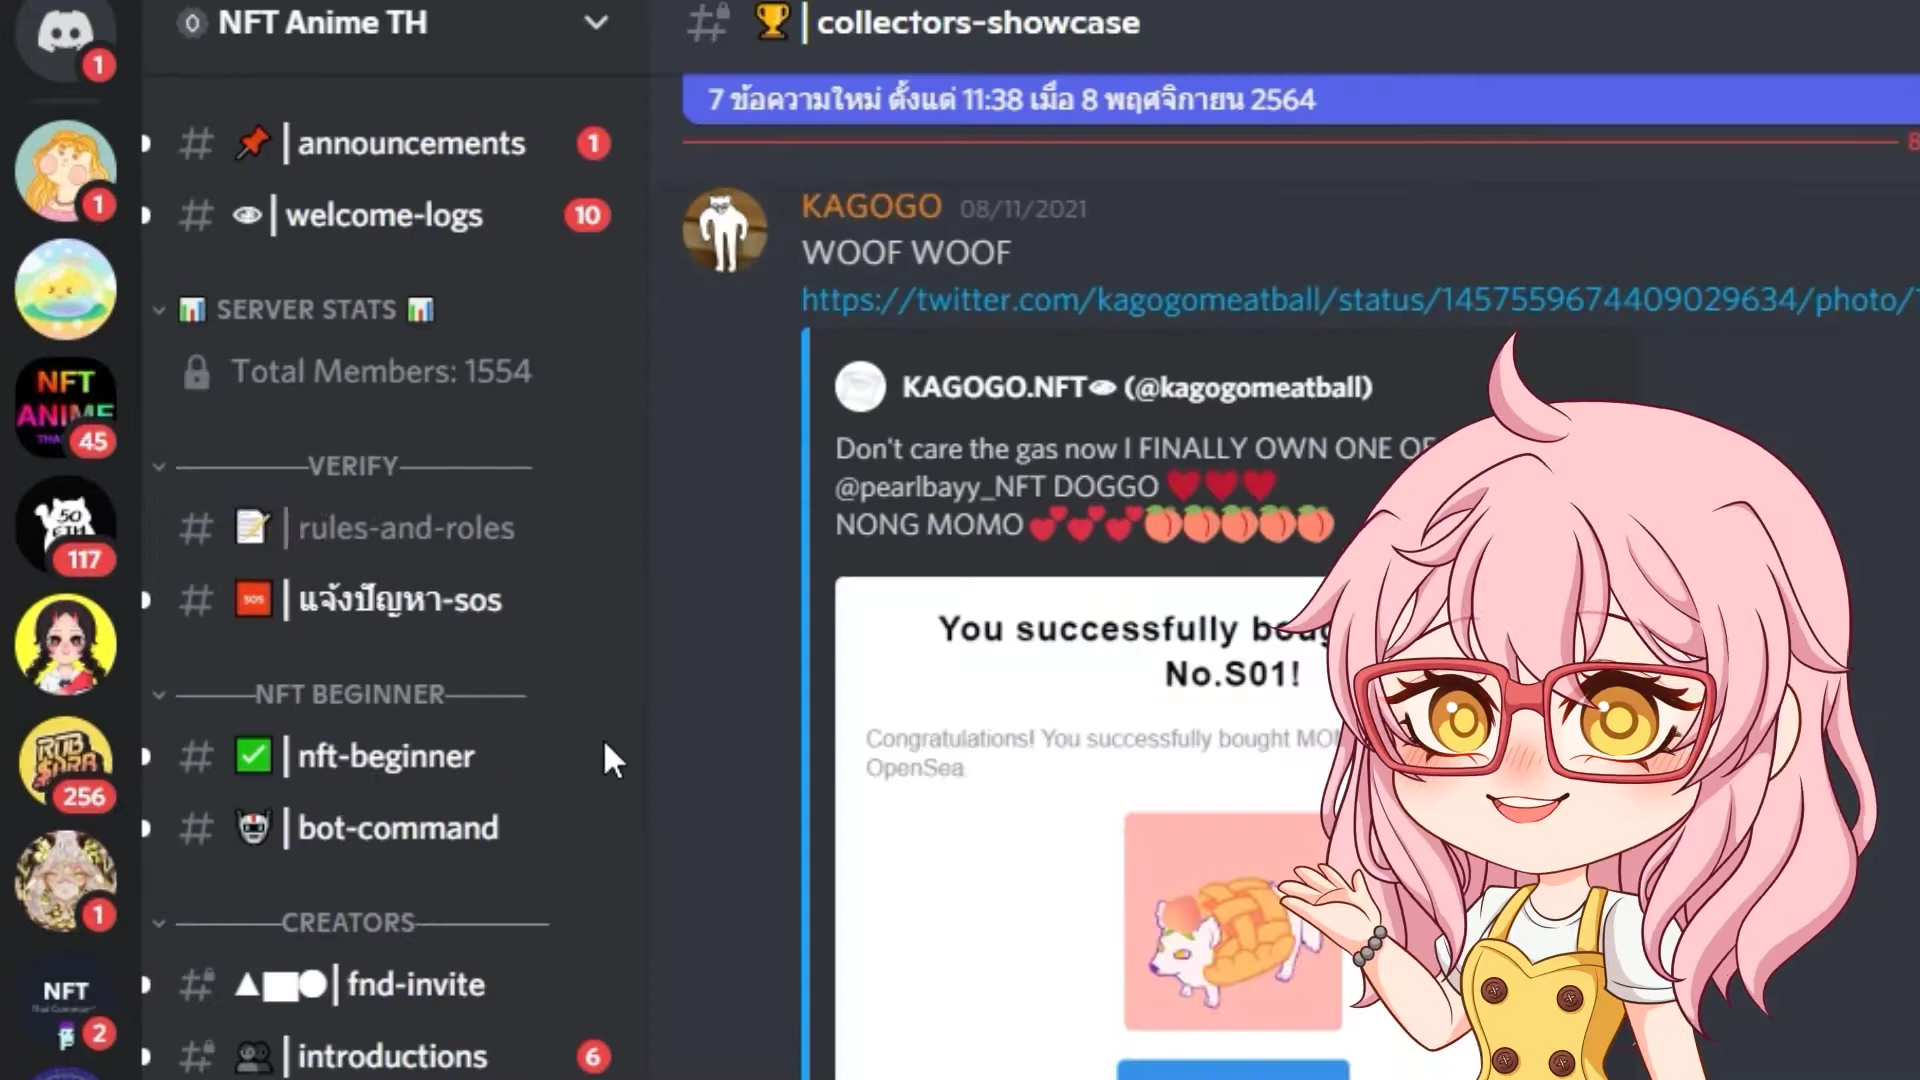 NFT Anime TH
collectors-showcase
7 ข้อความใหม่ ตั้งแต่ 11:38 เมื่อ 8 พฤศจิกายน 2564
1
announcements 1
welcome-logs 10
1
SERVER STATS
Total Members: 1554
NFT
ANIME
45
VERIFY
rules-and-roles
50
117
SOS
แจ้งปัญหา-sos
NFT BEGINNER
nft-beginner
256
bot-command
1
CREATORS
fnd-invite
NFT
2
introductions 6
8
KAGOGO 08/11/2021
WOOF WOOF
https://twitter.com/kagogomeatball/status/1457559674409029634/photo/
KAGOGO.NFT (@kagogomeatball)
Don't care the gas now I FINALLY OWN ONE OF
@pearlbayy_NFT DOGGO
NONG MOMO
You successfully
No.S01!
Congratulations! You successfully bought
OpenSea